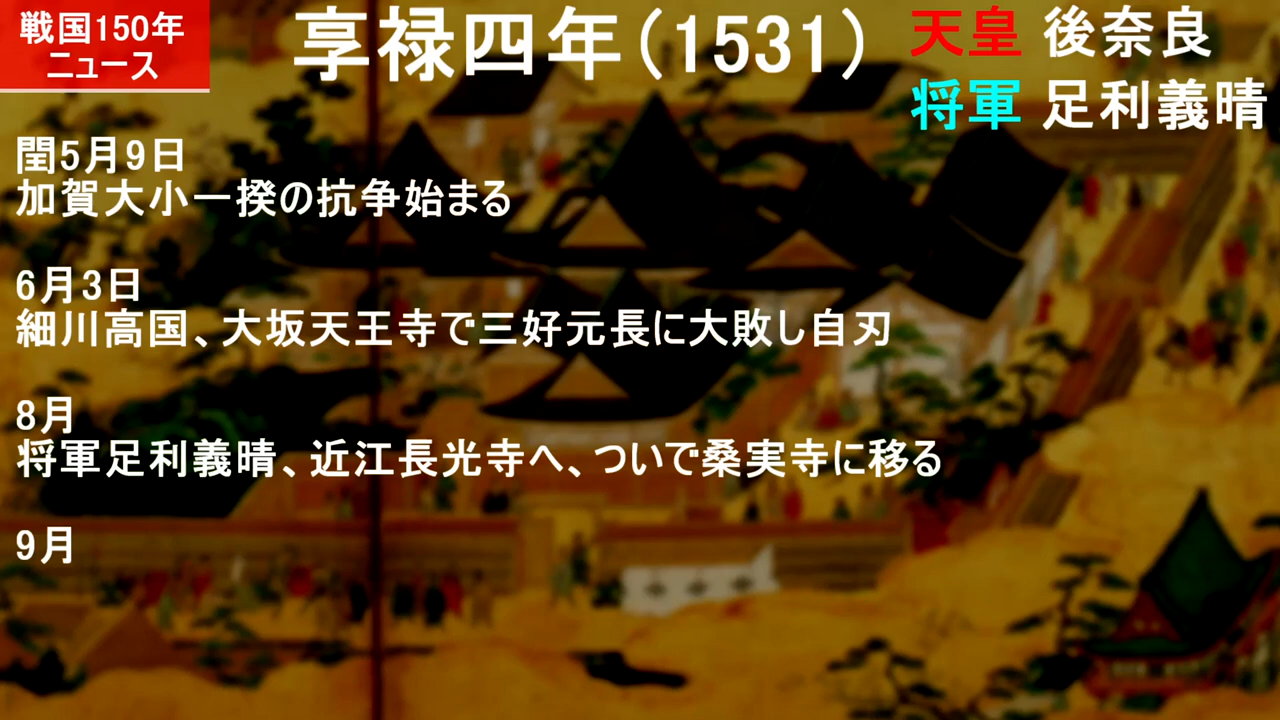 戦国150年
ニュース
享禄四年（1531）
天皇 後奈良
将軍 足利義晴
閏5月9日
加賀大小一揆の抗争始まる
6月3日
細川高国、大坂天王寺で三好元長に大敗し自刃
8月
将軍足利義晴、近江長光寺へ、ついで桑実寺に移る
9月